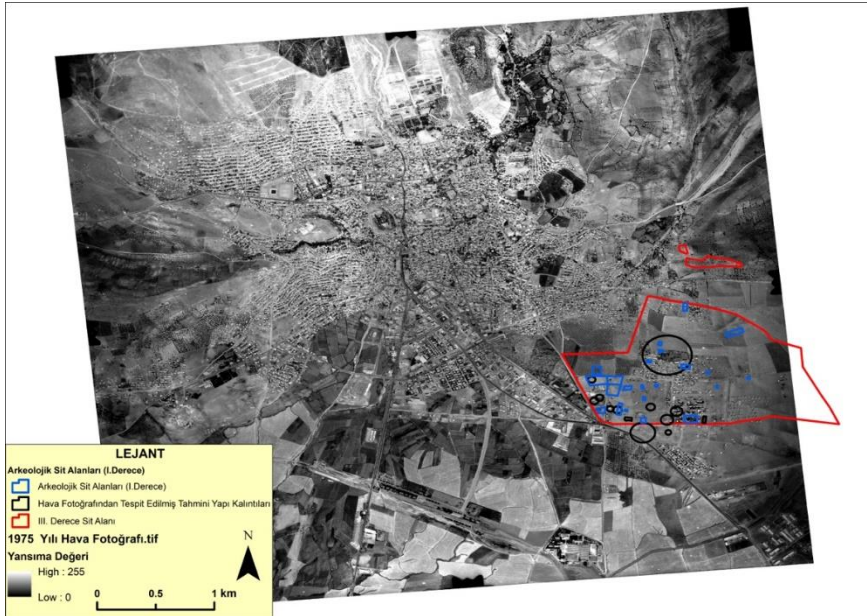 LEJANT
Arkeolojik Sit Alanları (I.Derece)
Arkeolojik Sit Alanları (I.Derece)
Hava Fotoğrafından Tespit Edilmiş Tahmini Yapı Kalıntıları
III. Derece Sit Alanı
1975 Yılı Hava Fotoğrafı.tif
Yansıma Değeri
High : 255
Low : 0
N
0 0.5 1 km